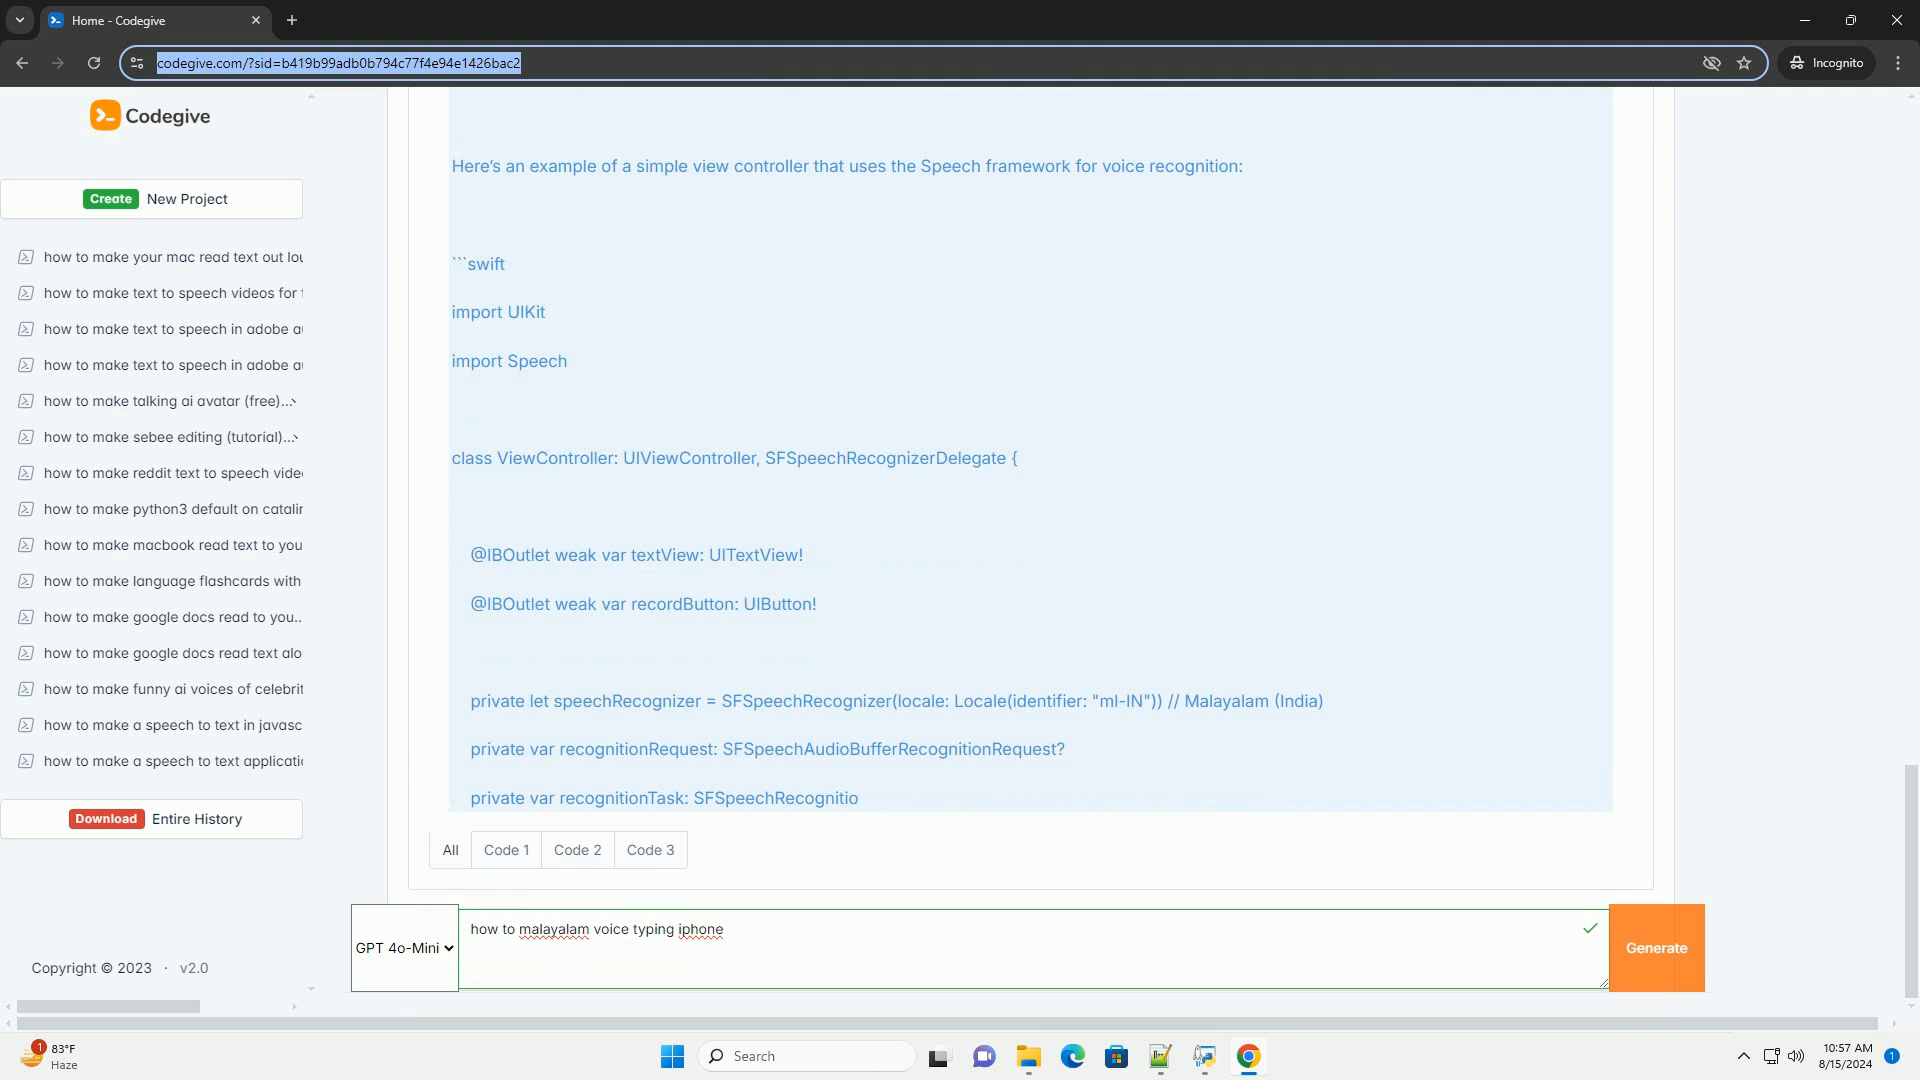 Home - Codegive
codegive.com/?sid=b419b99adb0b794c77f4e94e1426bac2
Incognito
Codegive
Create New Project
how to make your mac read text out lou
how to make text to speech videos for
how to make text to speech in adobe au
how to make text to speech in adobe au
how to make talking ai avatar (free)...
how to make sebee editing (tutorial)...
how to make reddit text to speech vide
how to make python3 default on catalin
how to make macbook read text to you
how to make language flashcards with
how to make google docs read to you..
how to make google docs read text alo
how to make funny ai voices of celebrit
how to make a speech to text in javasc
how to make a speech to text applicati
Download Entire History
Copyright © 2023 · v2.0
Here's an example of a simple view controller that uses the Speech framework for voice recognition:
```swift
import UIKit
import Speech
class ViewController: UIViewController, SFSpeechRecognizerDelegate {
@IBOutlet weak var textView: UITextView!
@IBOutlet weak var recordButton: UIButton!
private let speechRecognizer = SFSpeechRecognizer(locale: Locale(identifier: "ml-IN")) // Malayalam (India)
private var recognitionRequest: SFSpeechAudioBufferRecognitionRequest?
private var recognitionTask: SFSpeechRecognitio
All Code 1 Code 2 Code 3
GPT 4o-Mini
how to malayalam voice typing iphone
Generate
1
83°F
Haze
Search
10:57 AM
8/15/2024
1